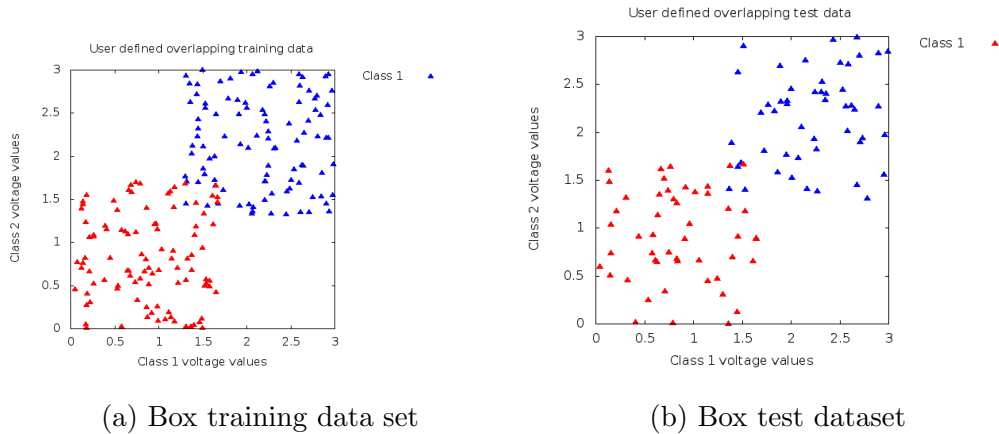 User defined overlapping training data
Class 1
3
2.5
2
1.5
1
0.5
0
0 0.5 1 1.5 2 2.5 3
Class 2 voltage values
Class 1 voltage values
(a) Box training data set
User defined overlapping test data
Class 1
3
2.5
2
1.5
1
0.5
0
0 0.5 1 1.5 2 2.5 3
Class 2 voltage values
Class 1 voltage values
(b) Box test dataset